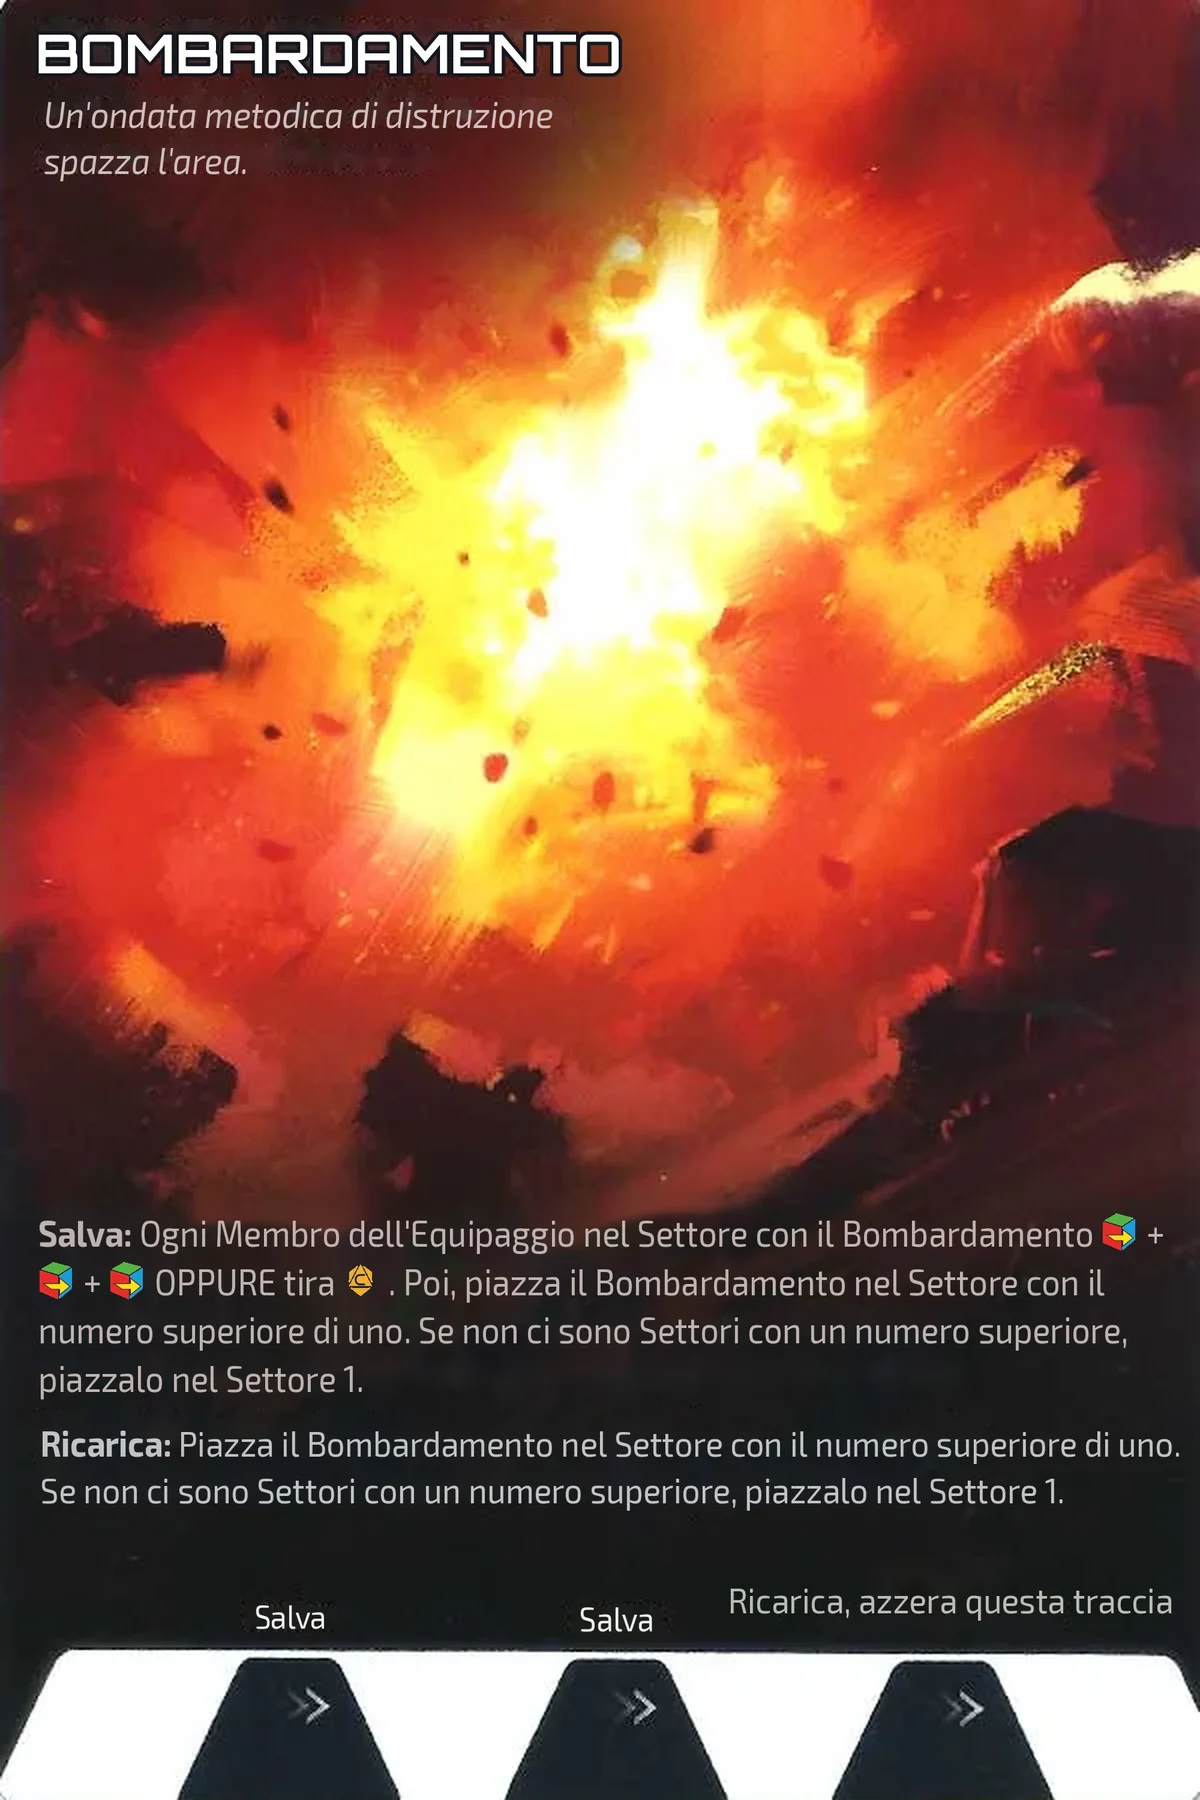 BOMBARDAMENTO
Un'ondata metodica di distruzione
spazza l'area.
Salva: Ogni Membro dell'Equipaggio nel Settore con il Bombardamento +
+ OPPURE tira C . Poi, piazza il Bombardamento nel Settore con il
numero superiore di uno. Se non ci sono Settori con un numero superiore,
piazzalo nel Settore 1.
Ricarica: Piazza il Bombardamento nel Settore con il numero superiore di uno.
Se non ci sono Settori con un numero superiore, piazzalo nel Settore 1.
Salva
Salva
Ricarica, azzera questa traccia